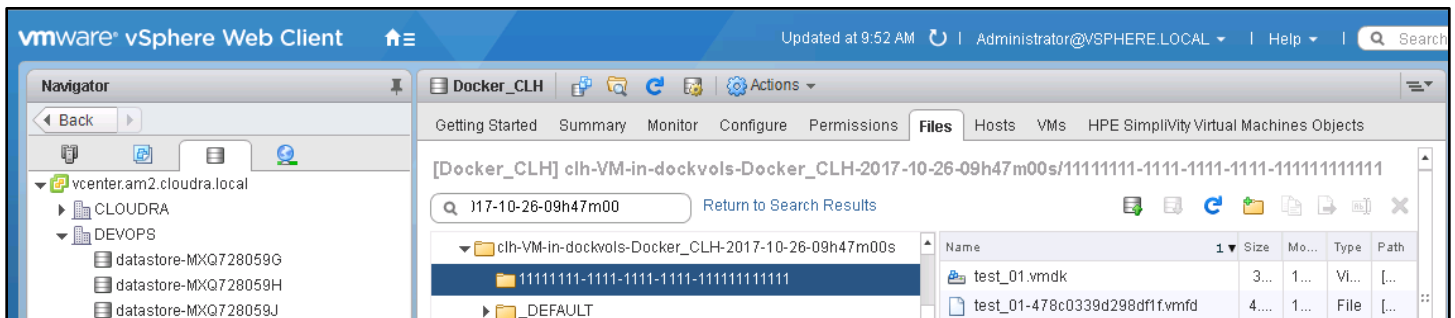 vmware® vSphere Web Client
Updated at 9:52 AM | Administrator@VSPHERE.LOCAL | Help | Search
Navigator
Docker_CLH Actions
Back
Getting Started Summary Monitor Configure Permissions Files Hosts VMs HPE SimpliVity Virtual Machines Objects
[Docker_CLH] clh-VM-in-dockvols-Docker_CLH-2017-10-26-09h47m00s/11111111-1111-1111-1111-111111111111
vcenter.am2.cloudra.local
CLOUDRA
)17-10-26-09h47m00 Return to Search Results
DEVOPS
clh-VM-in-dockvols-Docker_CLH-2017-10-26-09h47m00s
Name 1 Size Mo... Type Path
datastore-MXQ728059G
11111111-1111-1111-1111-111111111111
test_01.vmdk 3... 1... Vi... [...
datastore-MXQ728059H
datastore-MXQ728059J
_DEFAULT
test_01-478c0339d298df1f.vmfd 4.... 1... File [...